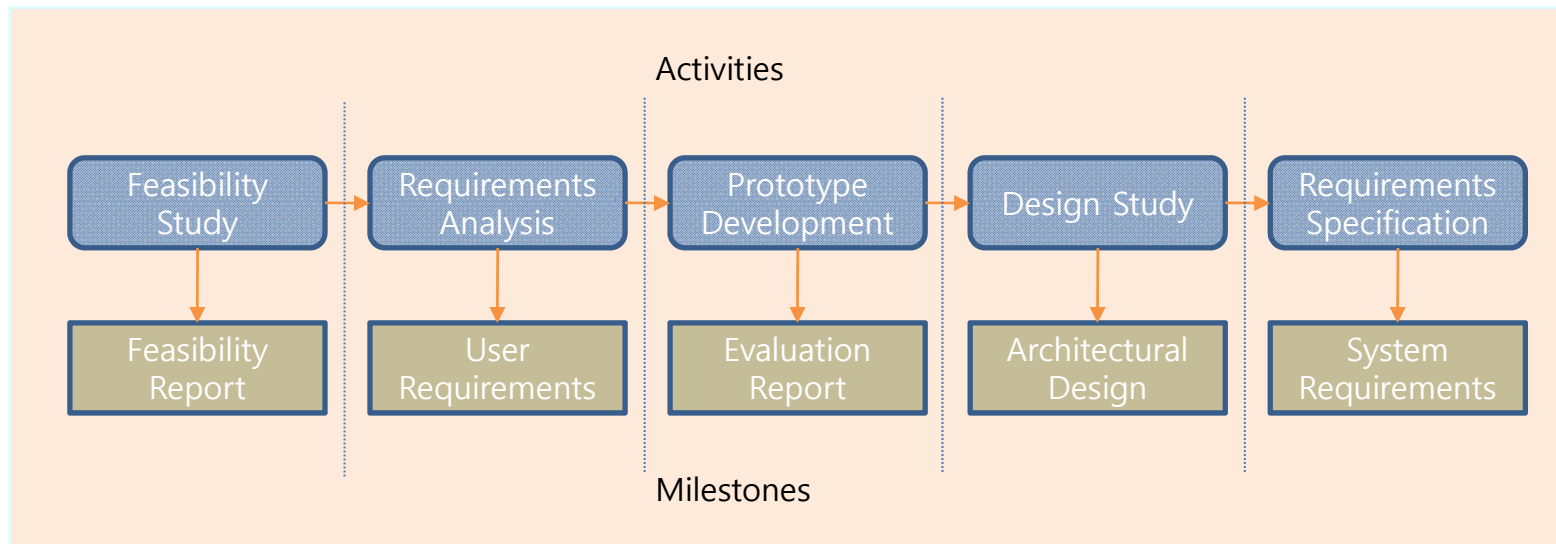 Activities
Feasibility
Study
Requirements
Analysis
Prototype
Development
Design Study
Requirements
Specification
Feasibility
Report
User
Requirements
Evaluation
Report
Architectural
Design
System
Requirements
Milestones